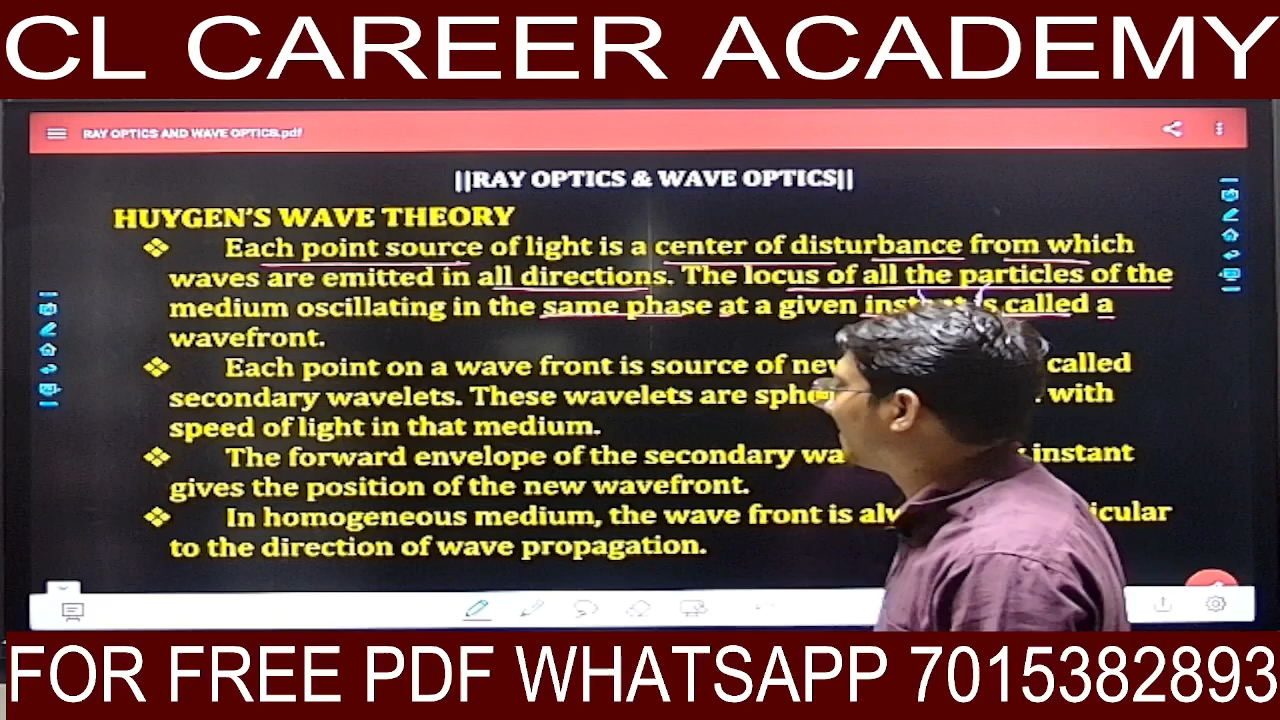 CL CAREER ACADEMY
RAY OPTICS AND WAVE OPTICS.pdf
||RAY OPTICS & WAVE OPTICS||
HUYGEN'S WAVE THEORY
❖ Each point source of light is a center of disturbance from which
waves are emitted in all directions. The locus of all the particles of the
medium oscillating in the same phase at a given instant is called a
wavefront.
❖ Each point on a wave front is source of new called
secondary wavelets. These wavelets are with
speed of light in that medium.
❖ The forward envelope of the secondary instant
gives the position of the new wavefront.
❖ In homogeneous medium, the wave front is
to the direction of wave propagation.
FOR FREE PDF WHATSAPP 7015382893